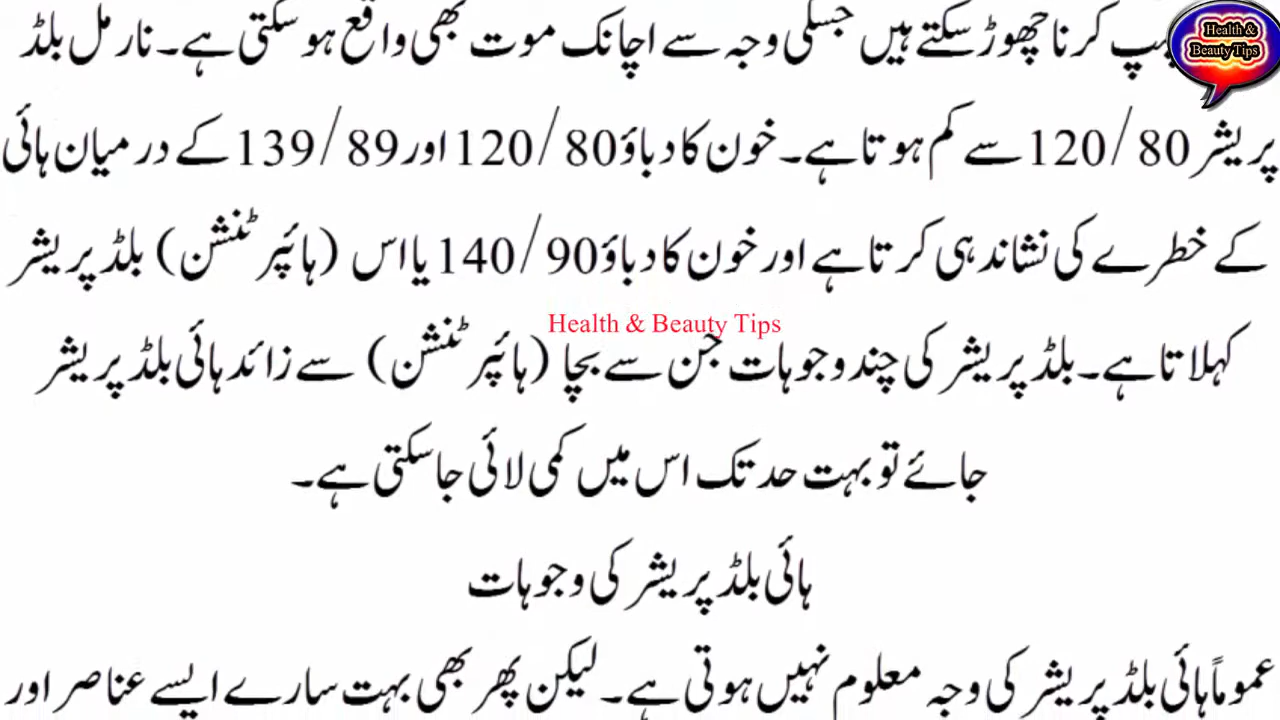 پمپ کرنا چھوڑ سکتے ہیں جسکی وجہ سے اچانک موت بھی واقع ہو سکتی ہے۔ نارمل بلڈ
Health &
Beauty Tips
پریشر 120/80 سے کم ہوتا ہے۔ خون کا دباؤ 120/80 اور 139/89 کے درمیان ہائی
کے خطرے کی نشاندہی کرتا ہے اور خون کا دباؤ 140/90 یا اس (ہائپر ٹنشن) بلڈ پریشر
Health & Beauty Tips
کہلاتا ہے۔ بلڈ پریشر کی چند وجوہات جن سے بچا (ہائپر ٹنشن) سے زائد ہائی بلڈ پریشر
جائے تو بہت حد تک اس میں کمی لائی جا سکتی ہے۔
ہائی بلڈ پریشر کی وجوہات
عموماً ہائی بلڈ پریشر کی وجہ معلوم نہیں ہوتی ہے۔ لیکن پھر بھی بہت سارے ایسے عناصر اور